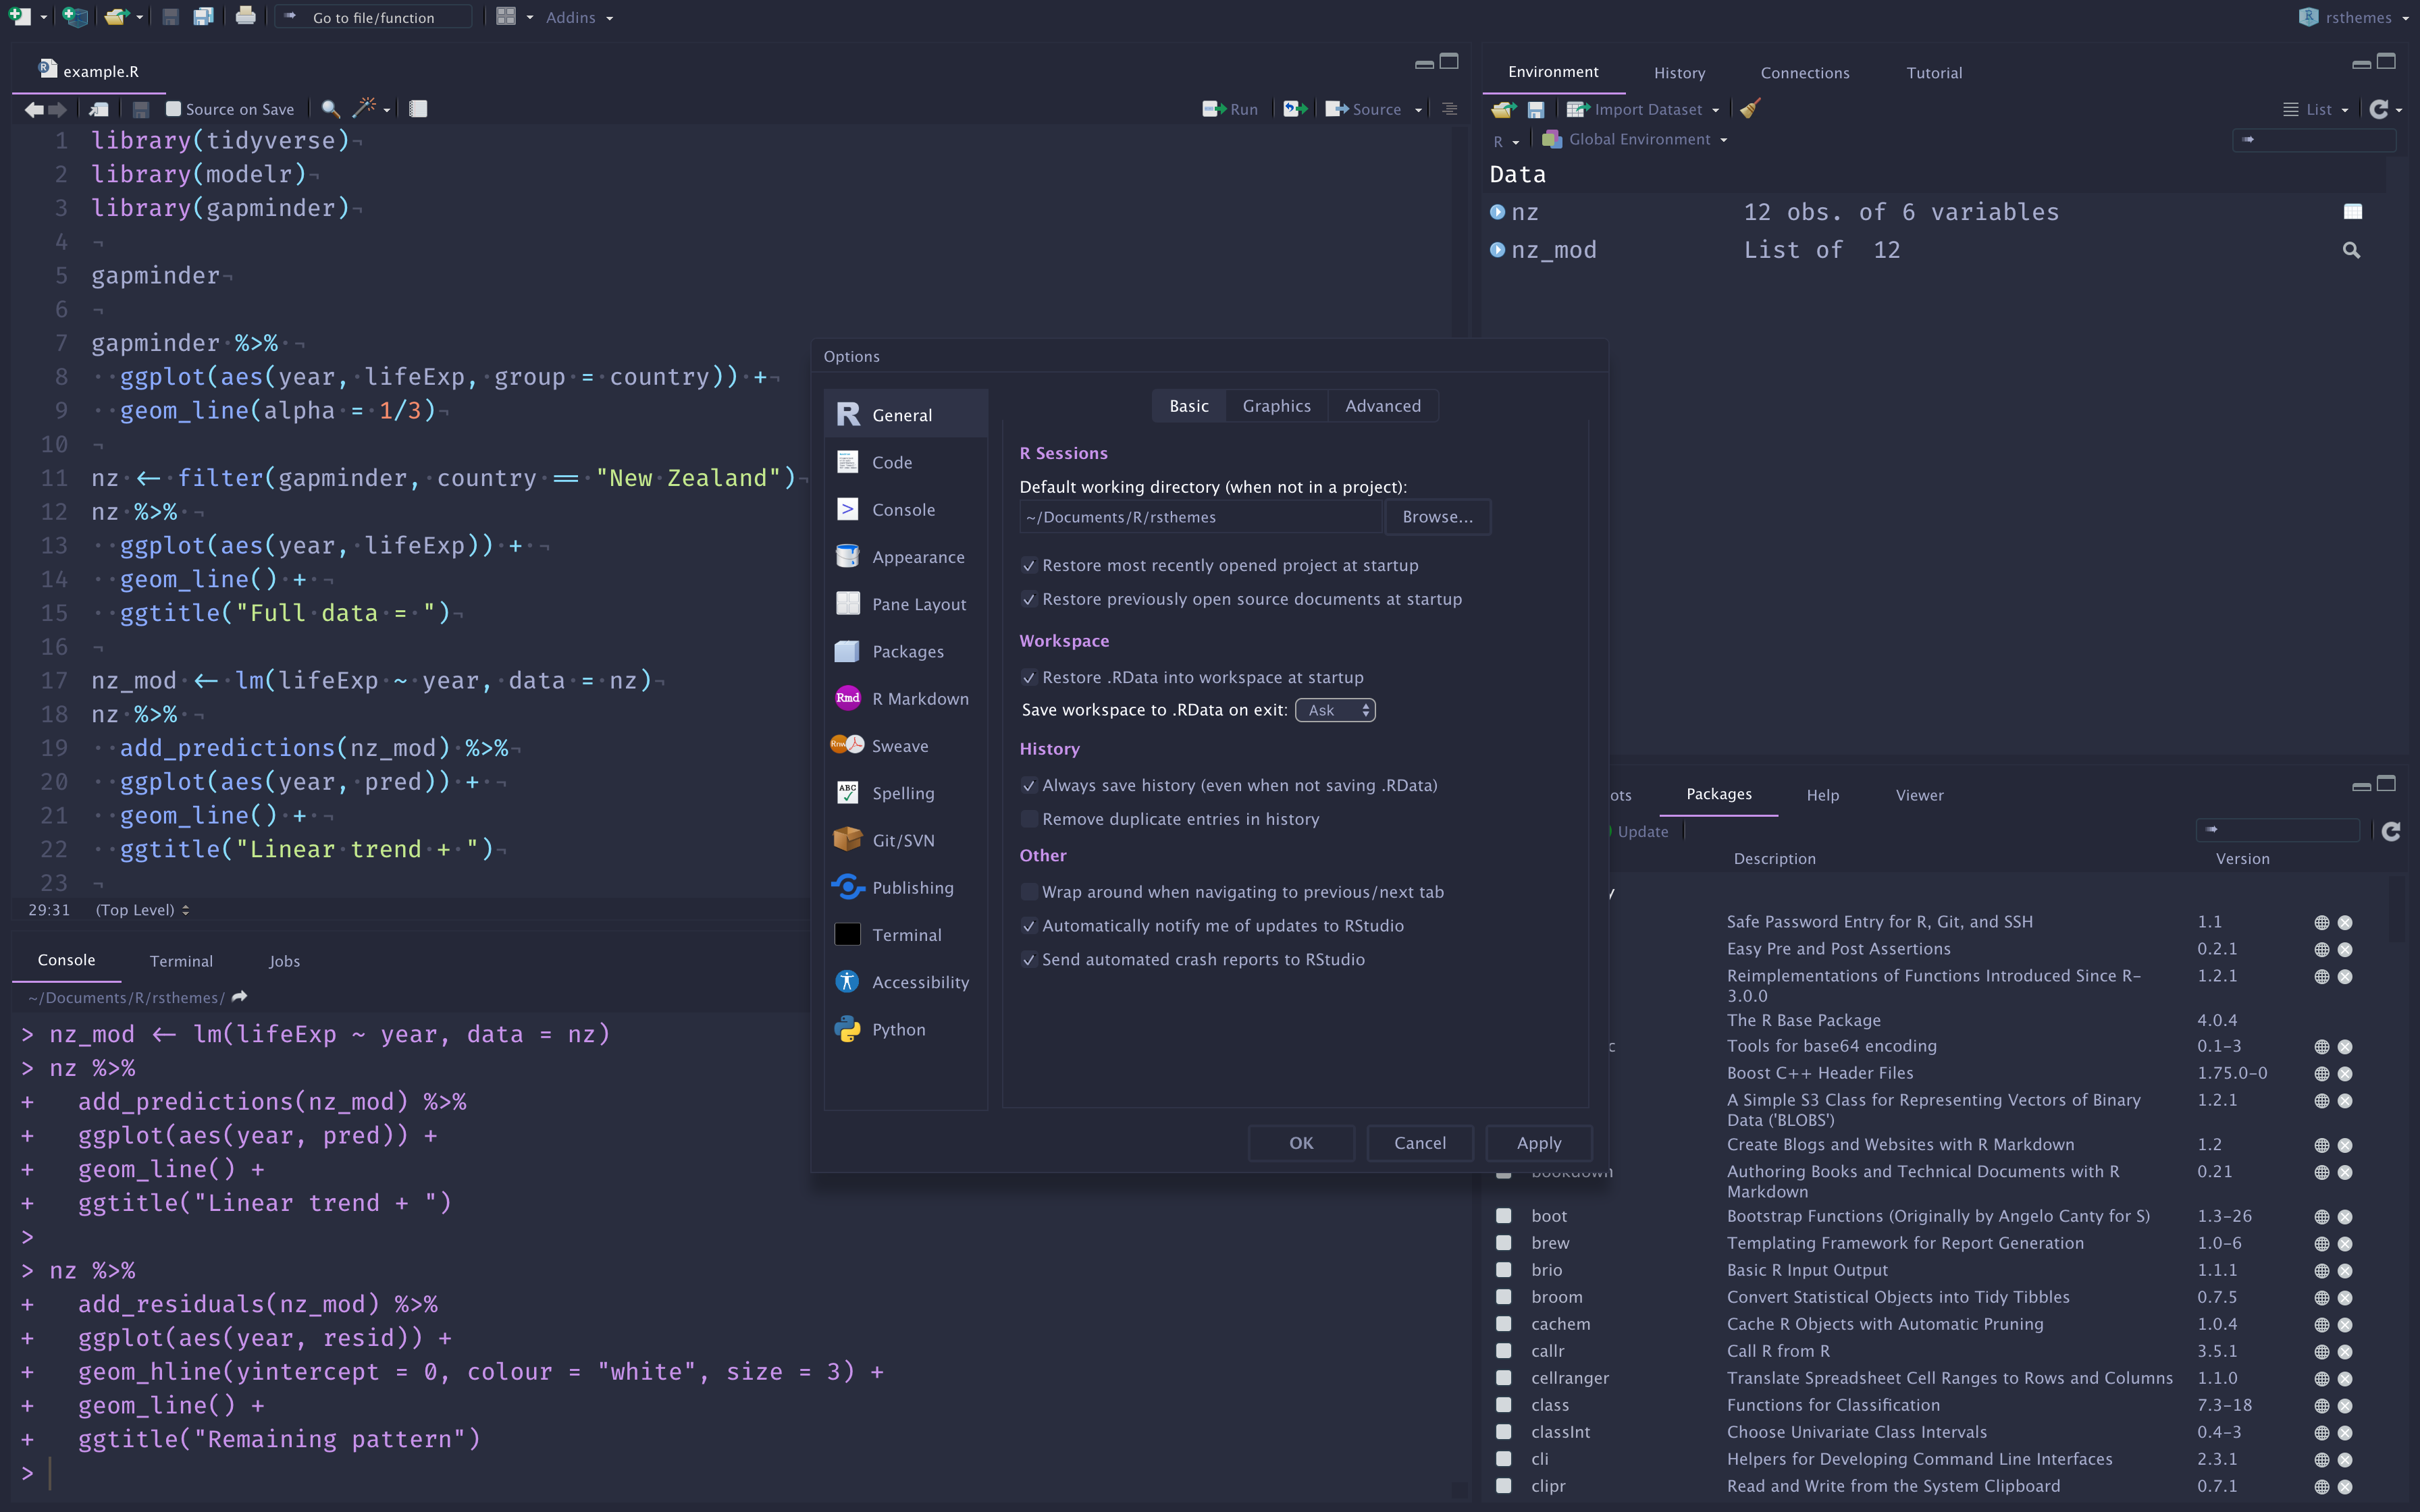 Go to file/function
Addins
rsthemes
example.R
Source on Save
Run
Source
1 library(tidyverse)¬
2 library(modelr)¬
3 library(gapminder)¬
4 ¬
5 gapminder¬
6 ¬
7 gapminder·%>%·¬
8 ··ggplot(aes(year,·lifeExp,·group·=·country))·+¬
9 ··geom_line(alpha·=·1/3)¬
10 ¬
11 nz·<-·filter(gapminder,·country·==·"New·Zealand")¬
12 nz·%>%·¬
13 ··ggplot(aes(year,·lifeExp))·+·¬
14 ··geom_line()·+·¬
15 ··ggtitle("Full·data·=·")¬
16 ¬
17 nz_mod·<-·lm(lifeExp·~·year,·data·=·nz)¬
18 nz·%>%·¬
19 ··add_predictions(nz_mod)·%>%¬
20 ··ggplot(aes(year,·pred))·+·¬
21 ··geom_line()·+·¬
22 ··ggtitle("Linear·trend·+·")¬
23 ¬
29:31 (Top Level)
Console Terminal Jobs
~/Documents/R/rsthemes/
> nz_mod <- lm(lifeExp ~ year, data = nz)
> nz %>%
+   add_predictions(nz_mod) %>%
+   ggplot(aes(year, pred)) +
+   geom_line() +
+   ggtitle("Linear trend + ")
>
> nz %>%
+   add_residuals(nz_mod) %>%
+   ggplot(aes(year, resid)) +
+   geom_hline(yintercept = 0, colour = "white", size = 3) +
+   geom_line() +
+   ggtitle("Remaining pattern")
>
Options
R General
Code
Console
Appearance
Pane Layout
Packages
Rmd R Markdown
Rnw Sweave
ABC Spelling
Git/SVN
Publishing
Terminal
Accessibility
Python
Basic Graphics Advanced
R Sessions
Default working directory (when not in a project):
~/Documents/R/rsthemes Browse...
Restore most recently opened project at startup
Restore previously open source documents at startup
Workspace
Restore .RData into workspace at startup
Save workspace to .RData on exit: Ask
History
Always save history (even when not saving .RData)
Remove duplicate entries in history
Other
Wrap around when navigating to previous/next tab
Automatically notify me of updates to RStudio
Send automated crash reports to RStudio
OK Cancel Apply
Environment History Connections Tutorial
Import Dataset
List
R Global Environment
Data
nz 12 obs. of 6 variables
nz_mod List of  12
ots Packages Help Viewer
Update
Description Version
Safe Password Entry for R, Git, and SSH 1.1
Easy Pre and Post Assertions 0.2.1
Reimplementations of Functions Introduced Since R-
3.0.0 1.2.1
The R Base Package 4.0.4
c Tools for base64 encoding 0.1-3
Boost C++ Header Files 1.75.0-0
A Simple S3 Class for Representing Vectors of Binary
Data ('BLOBS') 1.2.1
Create Blogs and Websites with R Markdown 1.2
bookdown Authoring Books and Technical Documents with R
Markdown 0.21
boot Bootstrap Functions (Originally by Angelo Canty for S) 1.3-26
brew Templating Framework for Report Generation 1.0-6
brio Basic R Input Output 1.1.1
broom Convert Statistical Objects into Tidy Tibbles 0.7.5
cachem Cache R Objects with Automatic Pruning 1.0.4
callr Call R from R 3.5.1
cellranger Translate Spreadsheet Cell Ranges to Rows and Columns 1.1.0
class Functions for Classification 7.3-18
classInt Choose Univariate Class Intervals 0.4-3
cli Helpers for Developing Command Line Interfaces 2.3.1
clipr Read and Write from the System Clipboard 0.7.1